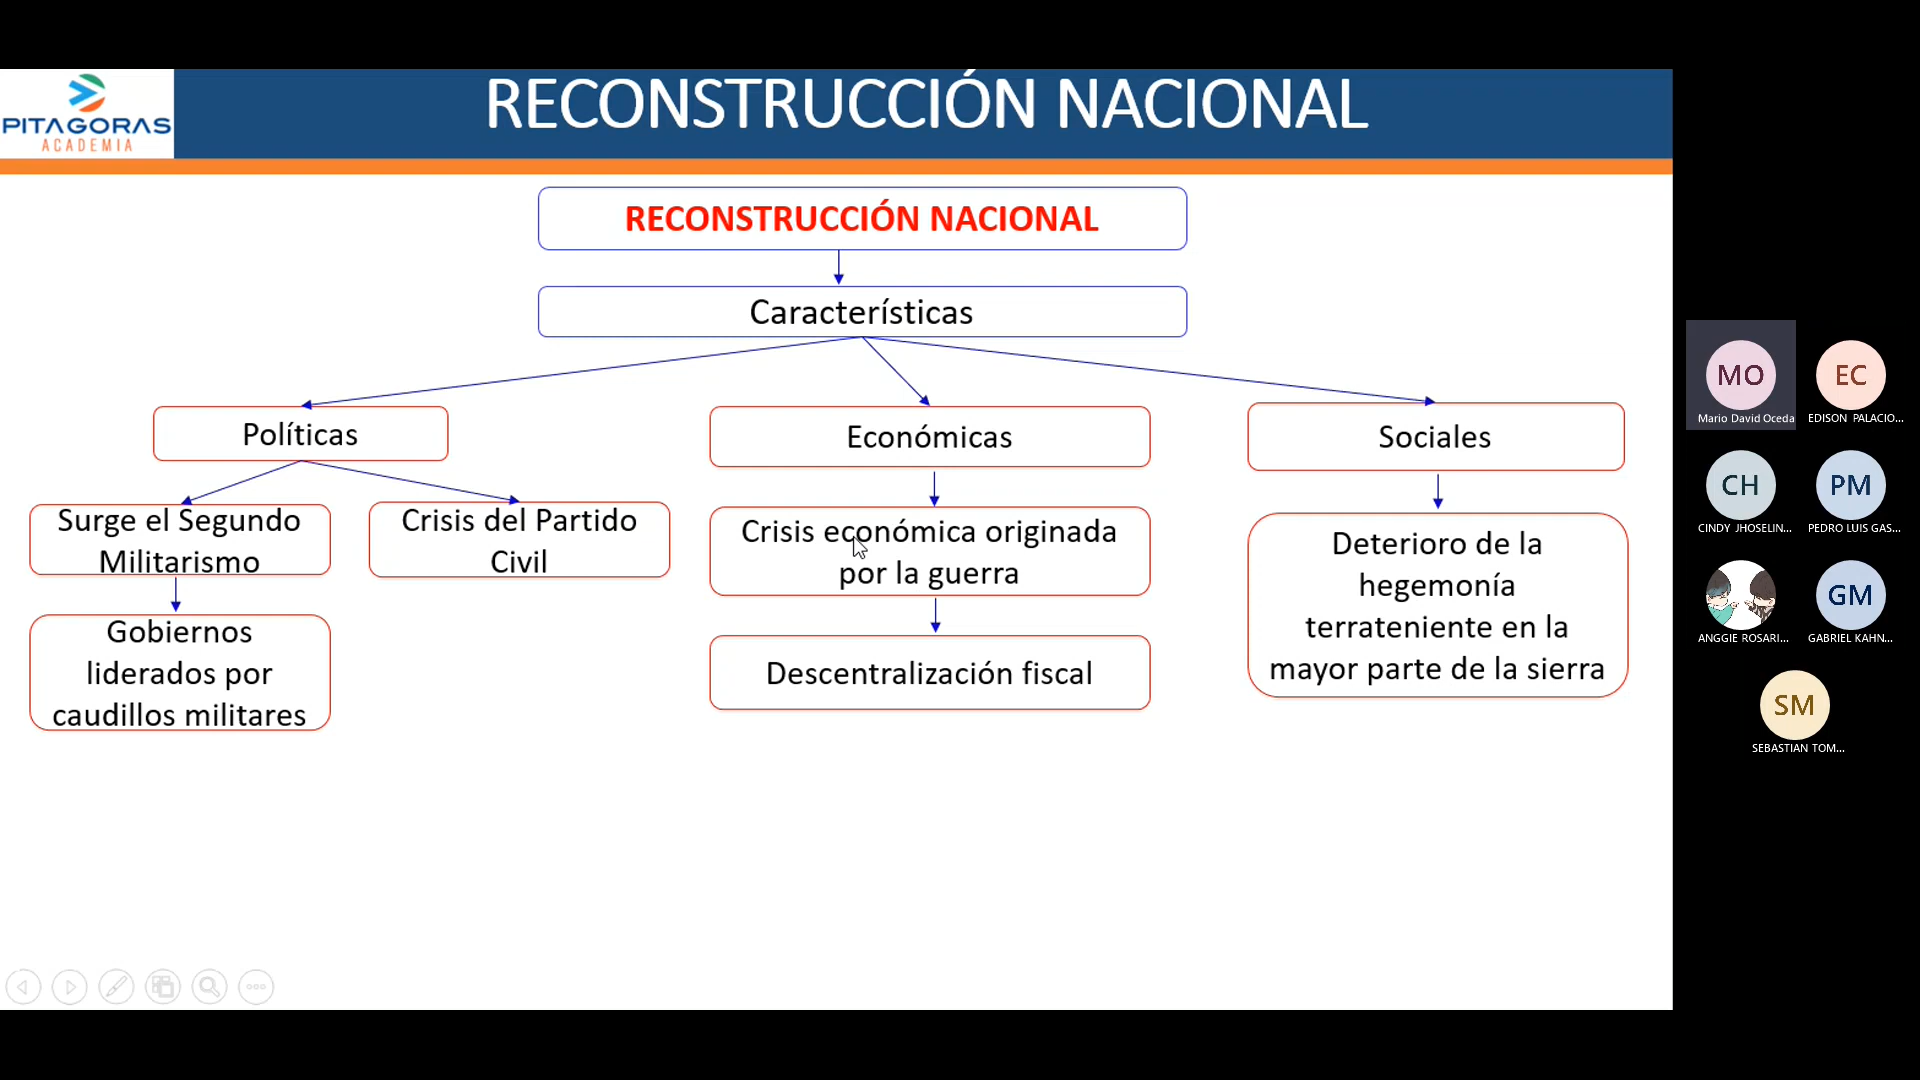 PITAGORAS
ACADEMIA
RECONSTRUCCIÓN NACIONAL
RECONSTRUCCIÓN NACIONAL
Características
Políticas
Económicas
Sociales
Surge el Segundo
Militarismo
Crisis del Partido
Civil
Crisis económica originada
por la guerra
Deterioro de la
hegemonía
terrateniente en la
mayor parte de la sierra
Gobiernos
liderados por
caudillos militares
Descentralización fiscal
MO
Mario David Oceda
EC
EDISON PALACIO...
CH
CINDY JHOSELIN...
PM
PEDRO LUIS GAS...
ANGGIE ROSARI...
GM
GABRIEL KAHN...
SM
SEBASTIAN TOM...